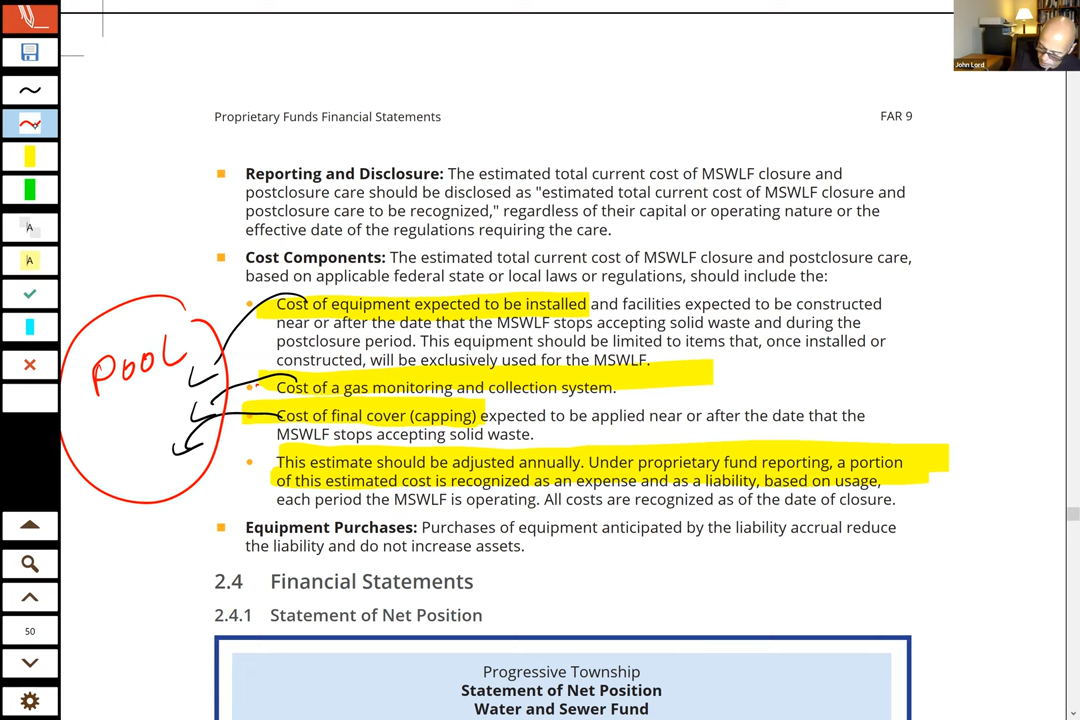 John Lord
Proprietary Funds Financial Statements
FAR 9
Reporting and Disclosure: The estimated total current cost of MSWLF closure and
postclosure care should be disclosed as "estimated total current cost of MSWLF closure and
postclosure care to be recognized," regardless of their capital or operating nature or the
effective date of the regulations requiring the care.
Cost Components: The estimated total current cost of MSWLF closure and postclosure care,
based on applicable federal state or local laws or regulations, should include the:
Cost of equipment expected to be installed and facilities expected to be constructed
near or after the date that the MSWLF stops accepting solid waste and during the
postclosure period. This equipment should be limited to items that, once installed or
constructed, will be exclusively used for the MSWLF.
POOL
Cost of a gas monitoring and collection system.
Cost of final cover (capping) expected to be applied near or after the date that the
MSWLF stops accepting solid waste.
This estimate should be adjusted annually. Under proprietary fund reporting, a portion
of this estimated cost is recognized as an expense and as a liability, based on usage,
each period the MSWLF is operating. All costs are recognized as of the date of closure.
Equipment Purchases: Purchases of equipment anticipated by the liability accrual reduce
the liability and do not increase assets.
2.4 Financial Statements
2.4.1 Statement of Net Position
Progressive Township
Statement of Net Position
Water and Sewer Fund
A
A
50